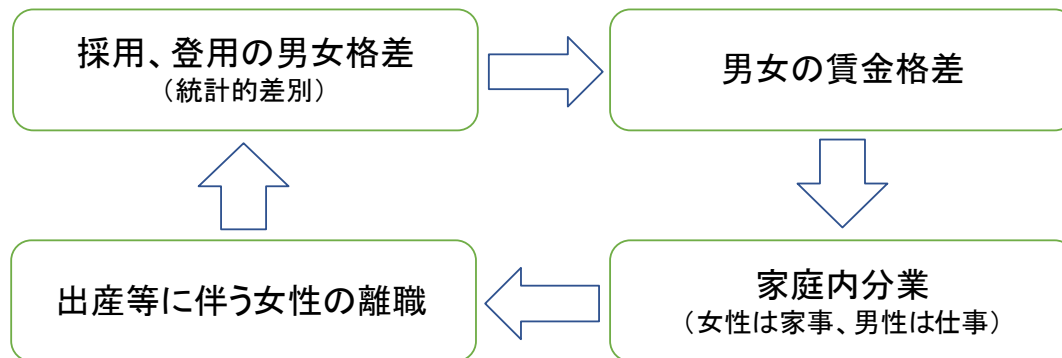 採用、登用の男女格差
（統計的差別）
男女の賃金格差
出産等に伴う女性の離職
家庭内分業
（女性は家事、男性は仕事）